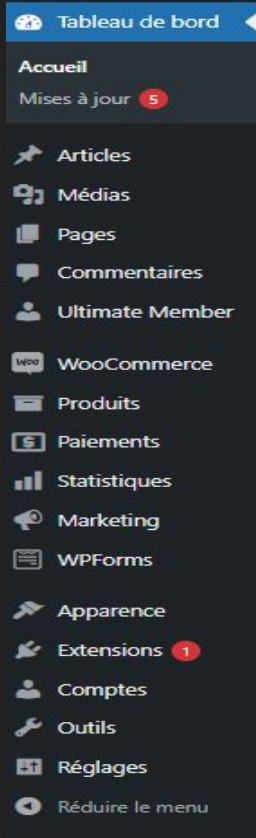 Tableau de bord
Accueil
Mises à jour 5
Articles
Médias
Pages
Commentaires
Ultimate Member
Woo WooCommerce
Produits
$ Paiements
Statistiques
Marketing
WPForms
Apparence
Extensions 1
Comptes
Outils
Réglages
Réduire le menu